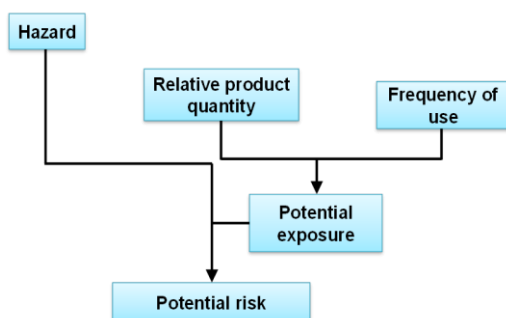 Hazard
Relative product
quantity
Frequency of
use
Potential
exposure
Potential risk